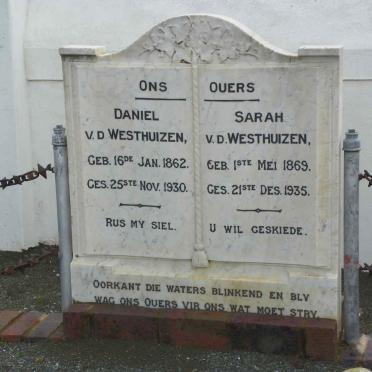 ONS OUERS
DANIEL
V.D. WESTHUIZEN,
GEB. 16DE JAN. 1862.
GES. 25STE NOV. 1930.
RUS MY SIEL.
SARAH
V.D. WESTHUIZEN,
GEB. 1STE MEI 1869.
GES. 21STE DES. 1935.
U WIL GESKIEDE.
OORKANT DIE WATERS BLINKEND EN BLY
WAG ONS OUERS VIR ONS WAT MOET STRY.